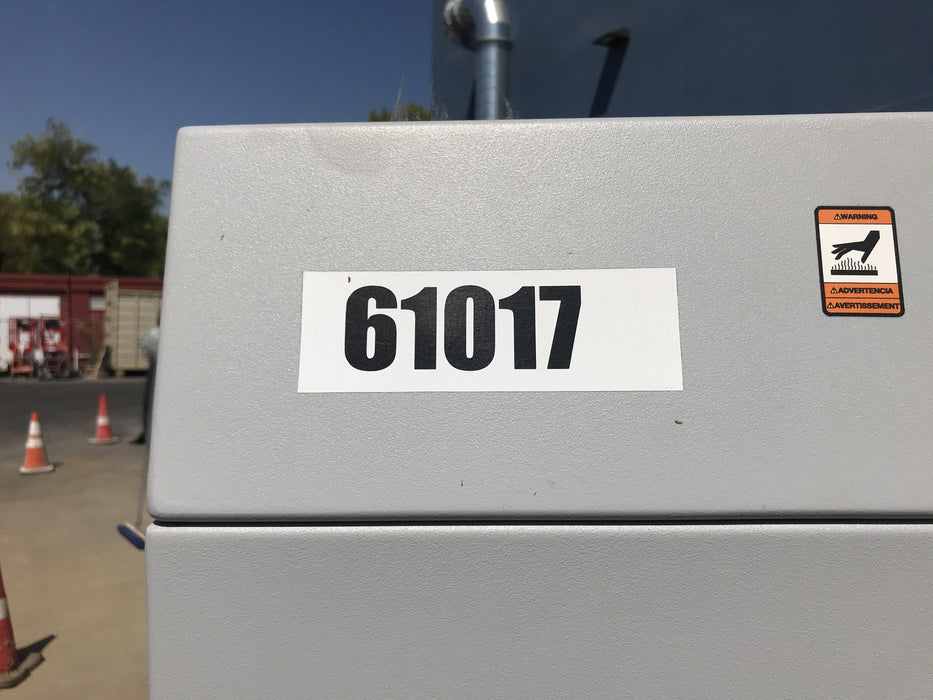 61017
⚠WARNING
⚠ADVERTENCIA
⚠AVERTISSEMENT